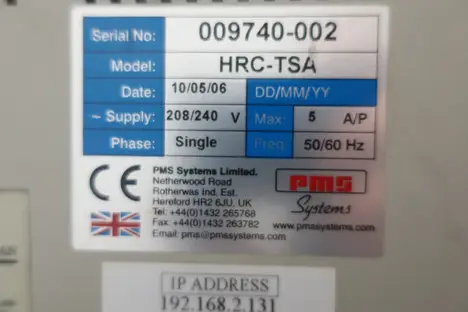 Serial No: 009740-002
Model: HRC-TSA
Date: 10/05/06 DD/MM/YY
~ Supply: 208/240 V Max: 5 A/P
Phase: Single Freq: 50/60 Hz
CE
PMS Systems Limited.
Netherwood Road
Rotherwas Ind. Est.
Hereford HR2 6JU, UK
Tel: +44(0)1432 265768
Fax: +44(0)1432 263782
Email: pms@pmssystems.com
PMS
Systems
www.pmssystems.com
IP ADDRESS
192.168.2.131